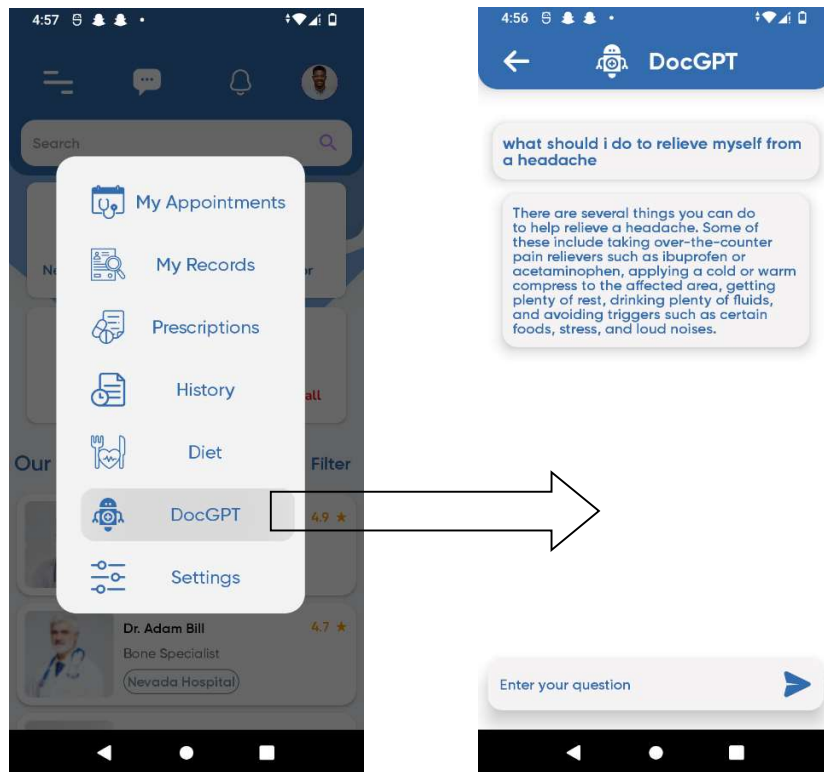 4:57
Search
My Appointments
My Records
Ne
or
Prescriptions
History
all
Diet
Our
Filter
DocGPT
4.9 ★
Settings
Dr. Adam Bill
4.7 ★
Bone Specialist
Nevada Hospital
4:56
DocGPT
what should i do to relieve myself from
a headache
There are several things you can do
to help relieve a headache. Some of
these include taking over-the-counter
pain relievers such as ibuprofen or
acetaminophen, applying a cold or warm
compress to the affected area, getting
plenty of rest, drinking plenty of fluids,
and avoiding triggers such as certain
foods, stress, and loud noises.
Enter your question